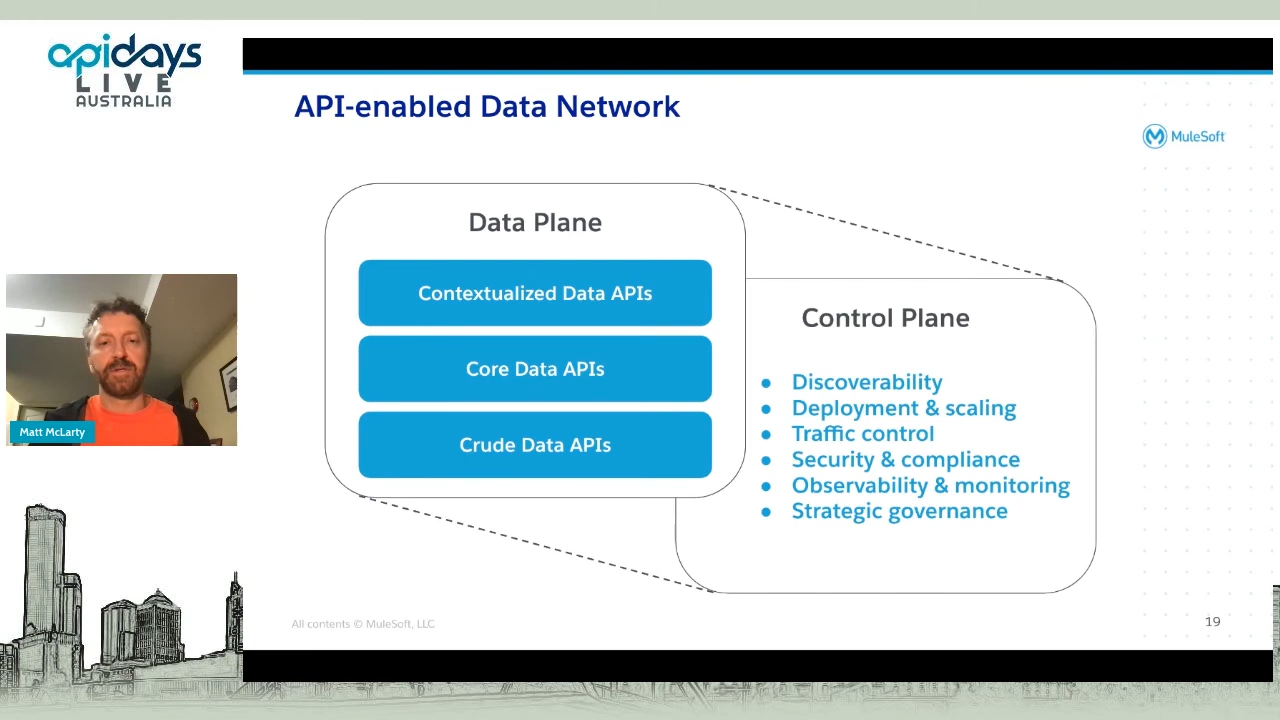 apidays
LIVE
AUSTRALIA
API-enabled Data Network
MuleSoft
Data Plane
Contextualized Data APIs
Core Data APIs
Crude Data APIs
Control Plane
● Discoverability
● Deployment & scaling
● Traffic control
● Security & compliance
● Observability & monitoring
● Strategic governance
Matt McLarty
All contents © MuleSoft, LLC
19